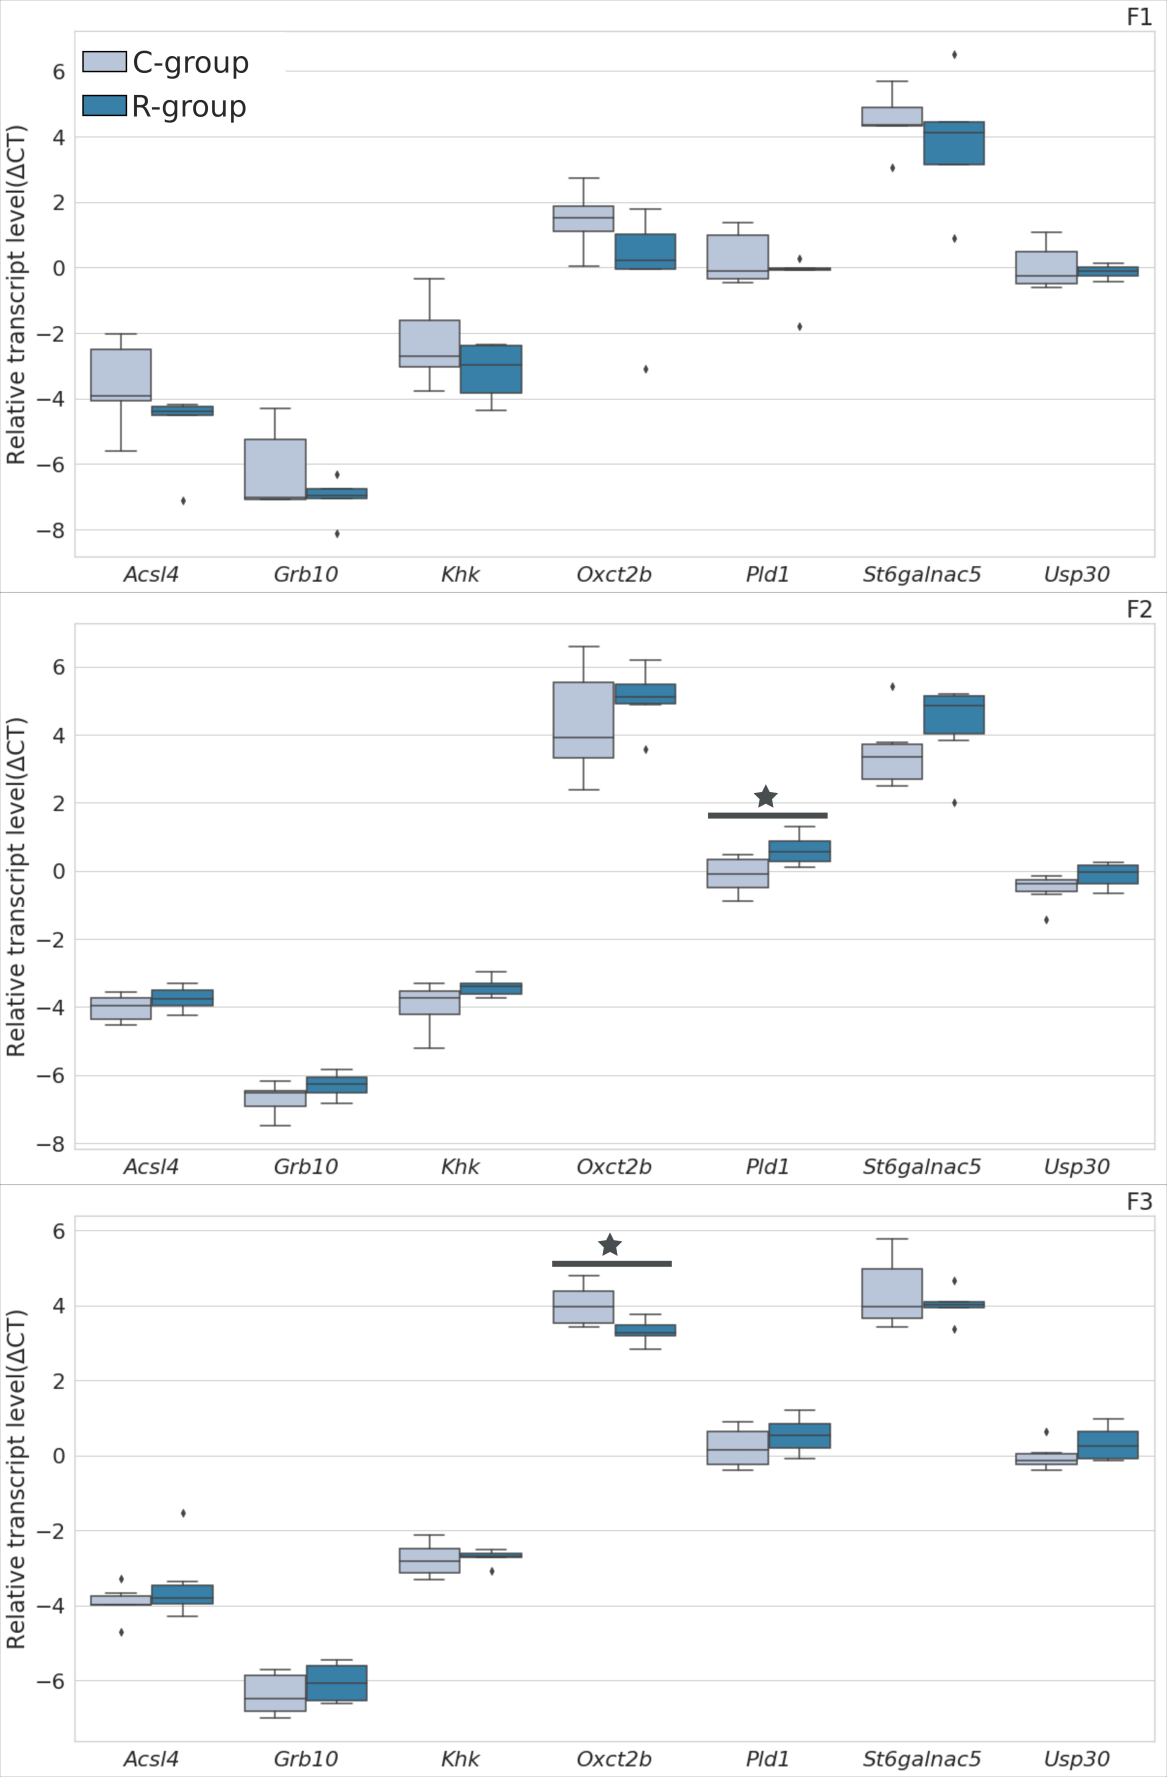 F1
C-group
R-group
Relative transcript level(ΔCT)
6
4
2
0
−2
−4
−6
−8
Acsl4 Grb10 Khk Oxct2b Pld1 St6galnac5 Usp30
F2
Relative transcript level(ΔCT)
6
4
2
0
−2
−4
−6
−8
Acsl4 Grb10 Khk Oxct2b Pld1 St6galnac5 Usp30
F3
Relative transcript level(ΔCT)
6
4
2
0
−2
−4
−6
Acsl4 Grb10 Khk Oxct2b Pld1 St6galnac5 Usp30